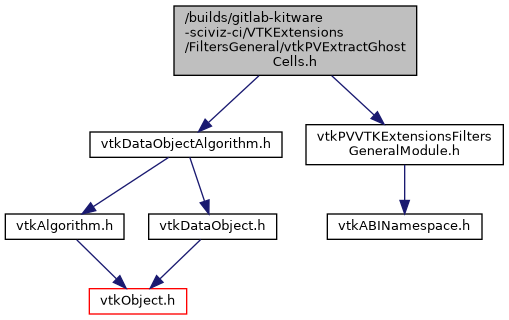 /builds/gitlab-kitware
-sciviz-ci/VTKExtensions
/FiltersGeneral/vtkPVExtractGhost
Cells.h
vtkDataObjectAlgorithm.h
vtkPVVTKExtensionsFilters
GeneralModule.h
vtkAlgorithm.h
vtkDataObject.h
vtkABINamespace.h
vtkObject.h